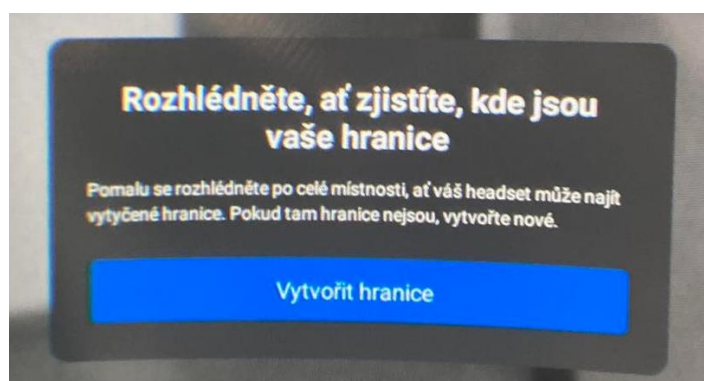 Rozhlédněte, ať zjistíte, kde jsou
vaše hranice
Pomalu se rozhlédněte po celé místnosti, ať váš headset může najít
vytyčené hranice. Pokud tam hranice nejsou, vytvořte nové.
Vytvořit hranice